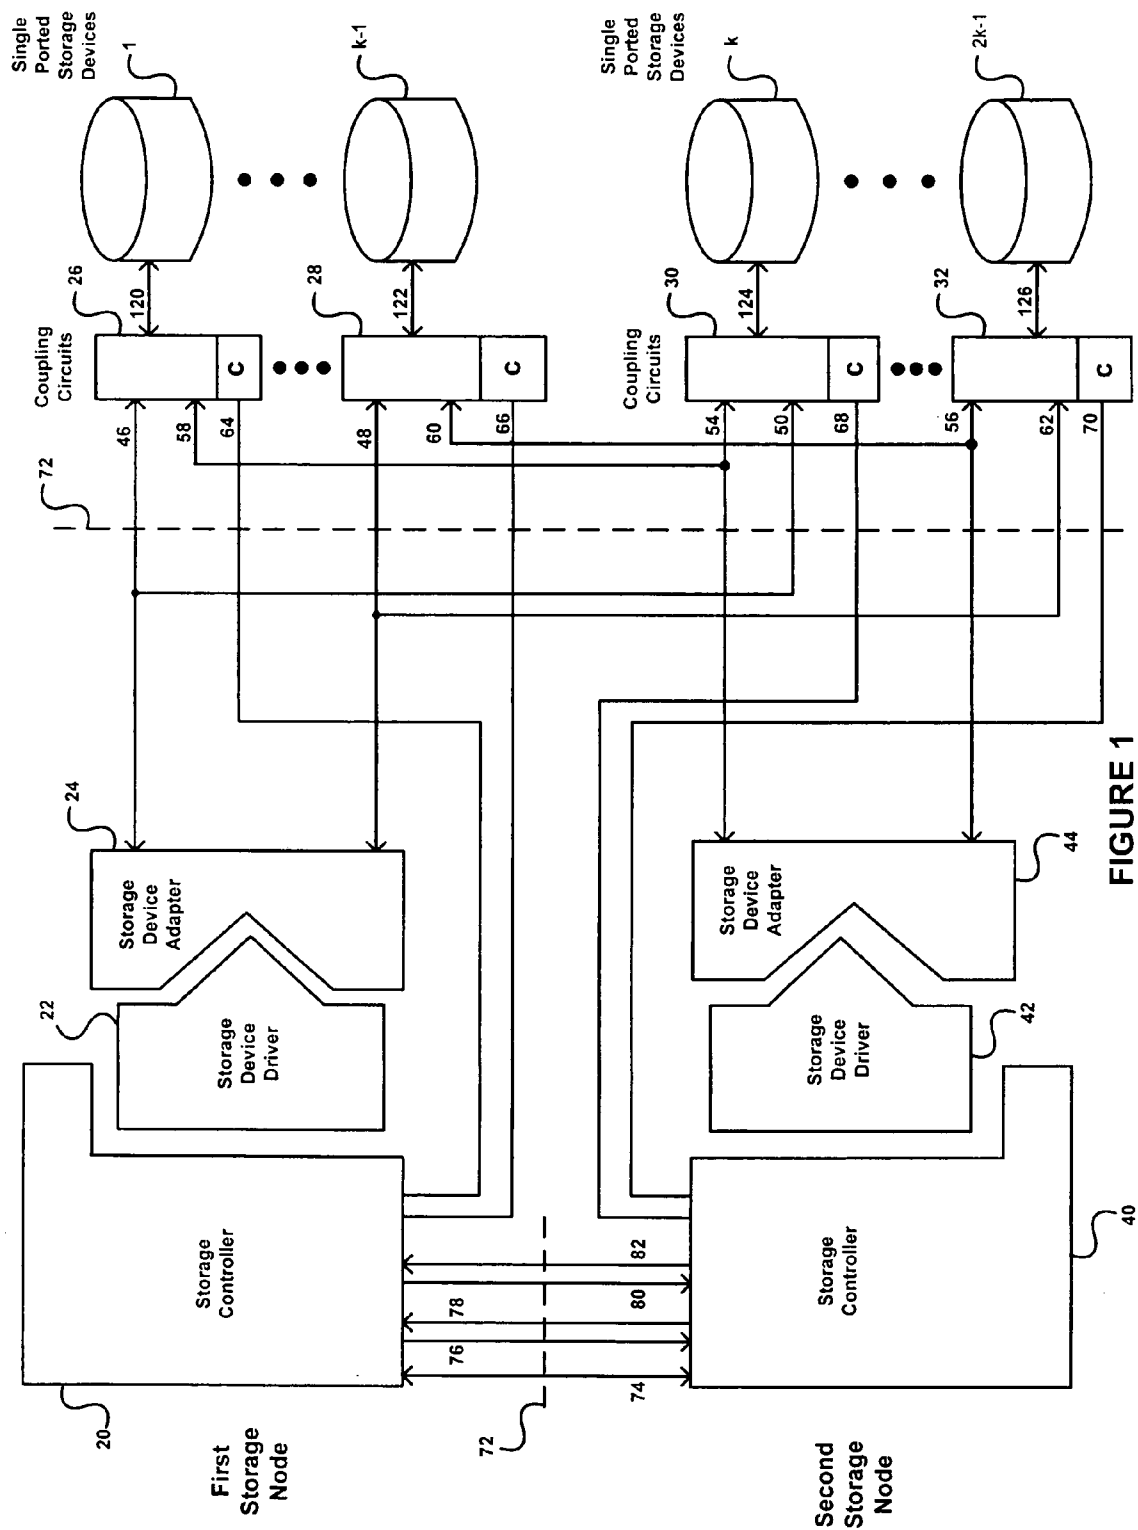 Single
Ported
Storage
Devices
1
k-1
Single
Ported
Storage
Devices
k
2k-1
26
120
28
122
30
124
32
126
Coupling
Circuits
C
C
Coupling
Circuits
C
C
46
58
64
48
60
66
54
50
68
56
62
70
72
24
Storage
Device
Adapter
Storage
Device
Adapter
44
22
Storage
Device
Driver
Storage
Device
Driver
42
Storage
Controller
20
82
80
78
76
74
72
Storage
Controller
40
First
Storage
Node
Second
Storage
Node
FIGURE 1